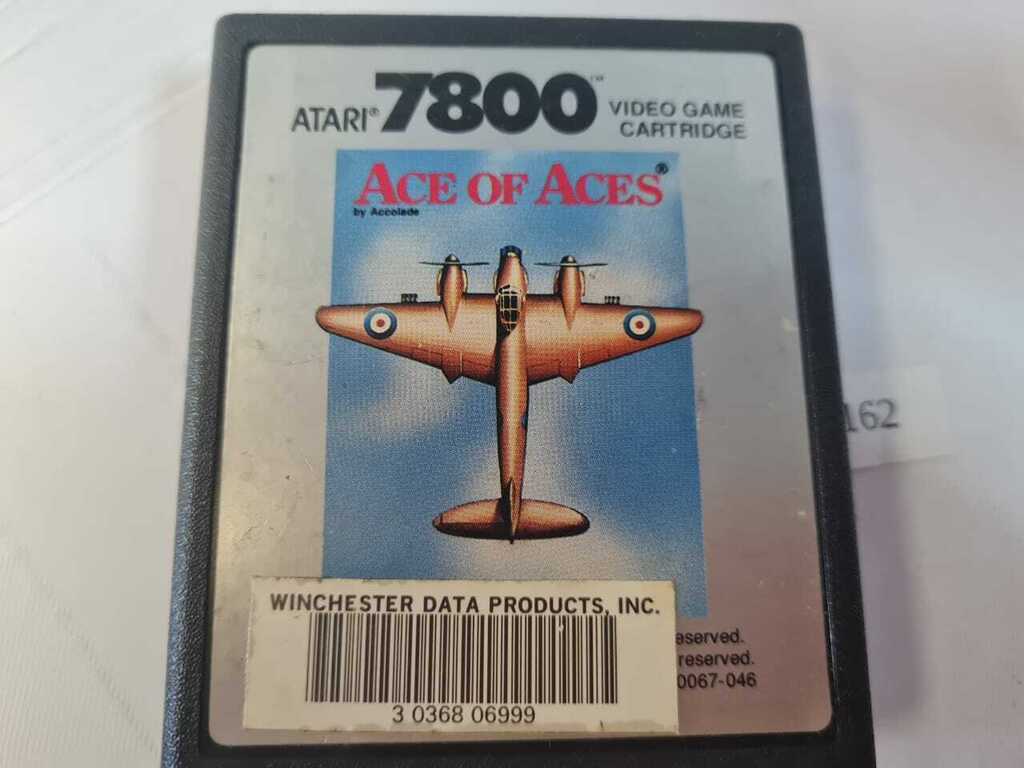 ATARI® 7800™ VIDEO GAME CARTRIDGE
ACE OF ACES®
by Accolade
162
WINCHESTER DATA PRODUCTS, INC.
3 0368 06999
reserved.
0067-046